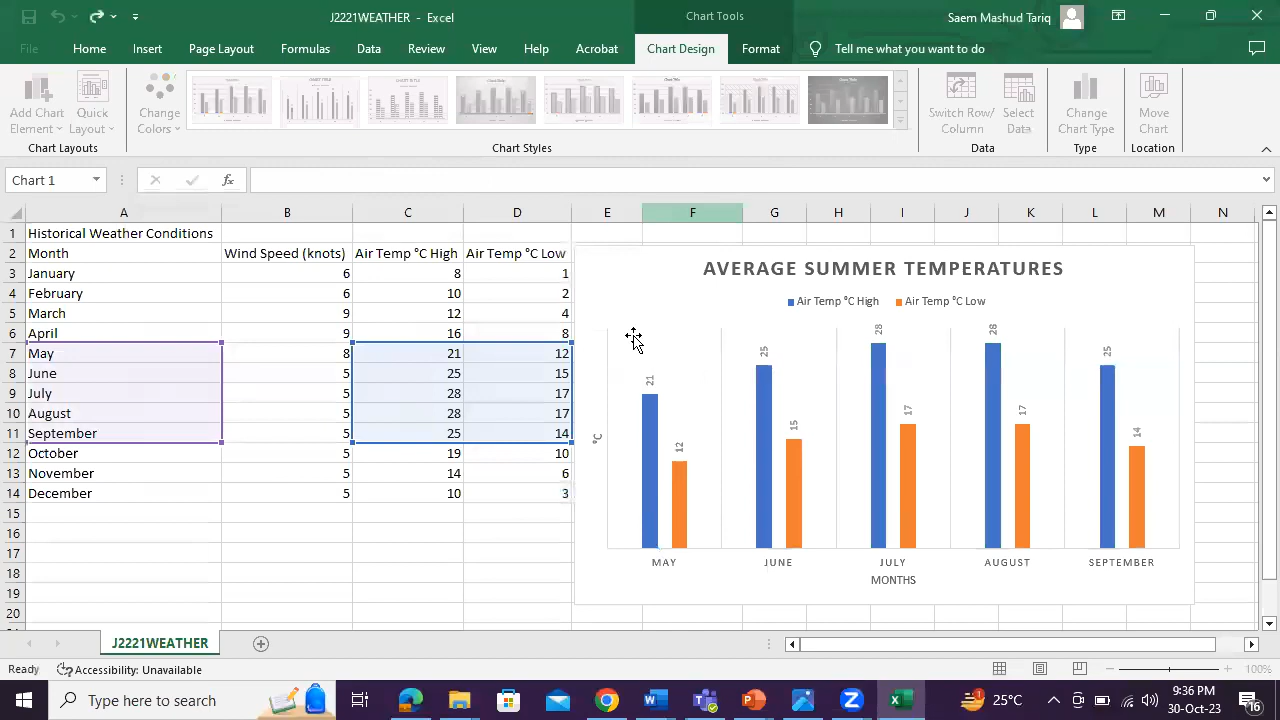 J2221WEATHER - Excel
Chart Tools
Saem Mashud Tariq
File Home Insert Page Layout Formulas Data Review View Help Acrobat Chart Design Format Tell me what you want to do
Add Chart Element
Quick Layout
Change Colors
Switch Row/ Column
Select Data
Change Chart Type
Move Chart
Chart Layouts
Chart Styles
Data
Type
Location
Chart 1
fx
A B C D E F G H I J K L M N
1 Historical Weather Conditions
2 Month Wind Speed (knots) Air Temp °C High Air Temp °C Low
3 January 6 8 1
4 February 6 10 2
5 March 9 12 4
6 April 9 16 8
7 May 8 21 12
8 June 5 25 15
9 July 5 28 17
10 August 5 28 17
11 September 5 25 14
12 October 5 19 10
13 November 5 14 6
14 December 5 10 3
15
16
17
18
19
20
AVERAGE SUMMER TEMPERATURES
Air Temp °C High Air Temp °C Low
21 12 25 15 28 17 28 17 25 14
°C
MAY JUNE JULY AUGUST SEPTEMBER
MONTHS
J2221WEATHER
Ready Accessibility: Unavailable
100%
Type here to search
25°C
9:36 PM
30-Oct-23
16